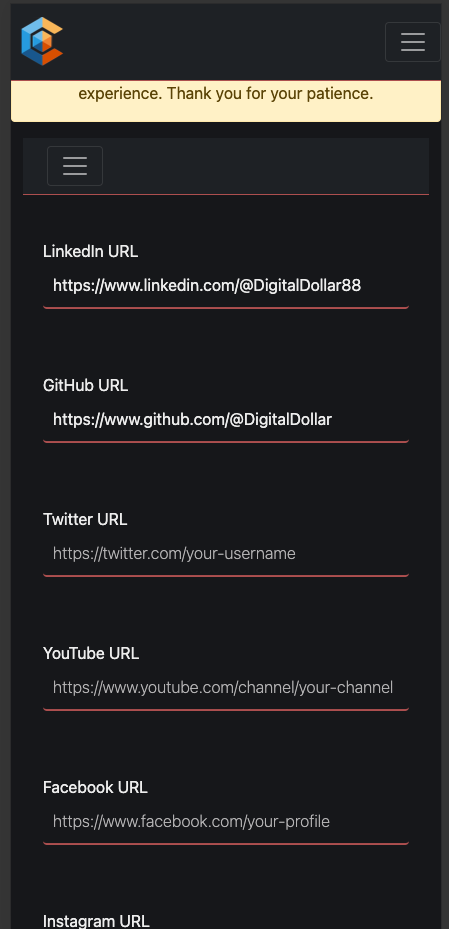 experience. Thank you for your patience.
LinkedIn URL
https://www.linkedin.com/@DigitalDollar88
GitHub URL
https://www.github.com/@DigitalDollar
Twitter URL
https://twitter.com/your-username
YouTube URL
https://www.youtube.com/channel/your-channel
Facebook URL
https://www.facebook.com/your-profile
Instagram URL